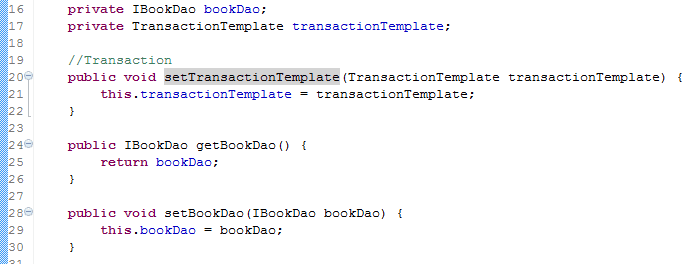 16 private IBookDao bookDao;
17 private TransactionTemplate transactionTemplate;
18
19 //Transaction
20 public void setTransactionTemplate(TransactionTemplate transactionTemplate) {
21 this.transactionTemplate = transactionTemplate;
22 }
23
24 public IBookDao getBookDao() {
25 return bookDao;
26 }
27
28 public void setBookDao(IBookDao bookDao) {
29 this.bookDao = bookDao;
30 }
31